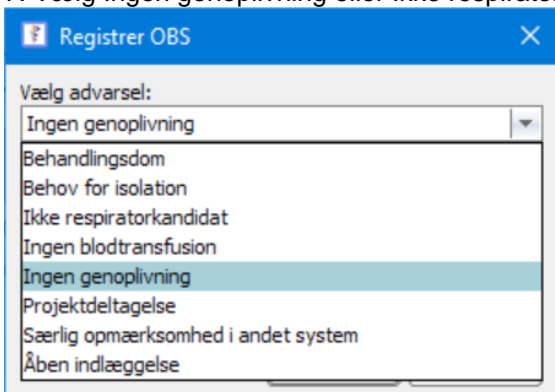 Registrer OBS
Vælg advarsel:
Ingen genoplivning
Behandlingsdom
Behov for isolation
Ikke respiratorkandidat
Ingen blodtransfusion
Ingen genoplivning
Projektdeltagelse
Særlig opmærksomhed i andet system
Åben indlæggelse